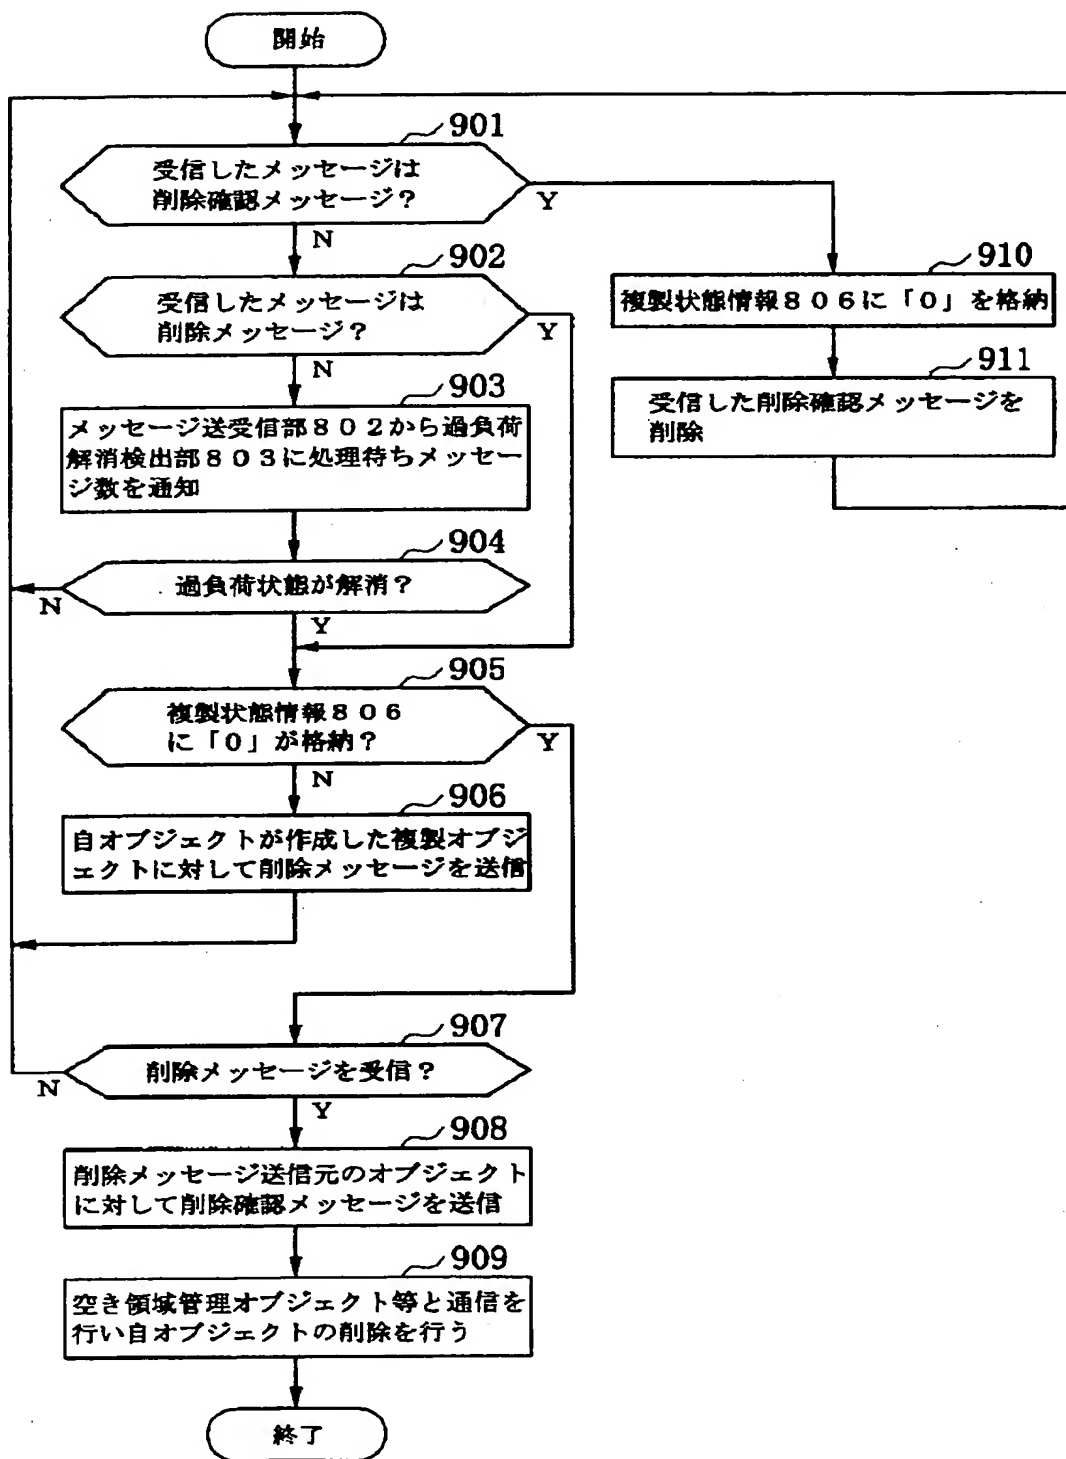 開始
901
受信したメッセージは
削除確認メッセージ?
Y
N
902
受信したメッセージは
削除メッセージ?
Y
N
903
メッセージ送受信部802から過負荷
解消検出部803に処理待ちメッセー
ジ数を通知
904
過負荷状態が解消?
N
Y
905
複製状態情報806
に「0」が格納?
Y
N
906
自オブジェクトが作成した複製オブジ
ェクトに対して削除メッセージを送信
907
削除メッセージを受信?
N
Y
908
削除メッセージ送信元のオブジェクト
に対して削除確認メッセージを送信
909
空き領域管理オブジェクト等と通信を
行い自オブジェクトの削除を行う
終了
910
複製状態情報806に「0」を格納
911
受信した削除確認メッセージを
削除